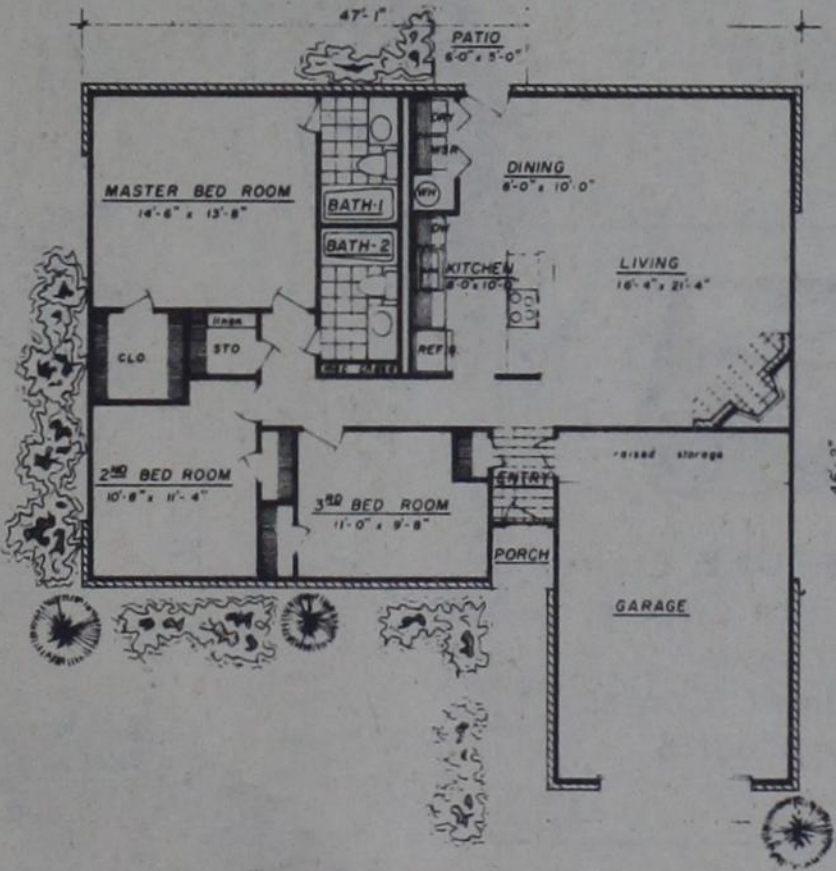 47'-1"
PATIO
6'-0" x 5'-0"
DRY
WSR
WH
DINING
8'-0" x 10'-0"
MASTER BED ROOM
14'-6" x 13'-8"
BATH-1
BATH-2
KITCHEN
8'-0 x 10'-0
LIVING
16'-4" x 21'-4"
linen
STO
CLO
REFG
2ND BED ROOM
10'-8" x 11'-4"
3RD BED ROOM
11'-0" x 9'-8"
raised storage
ENTRY
PORCH
GARAGE